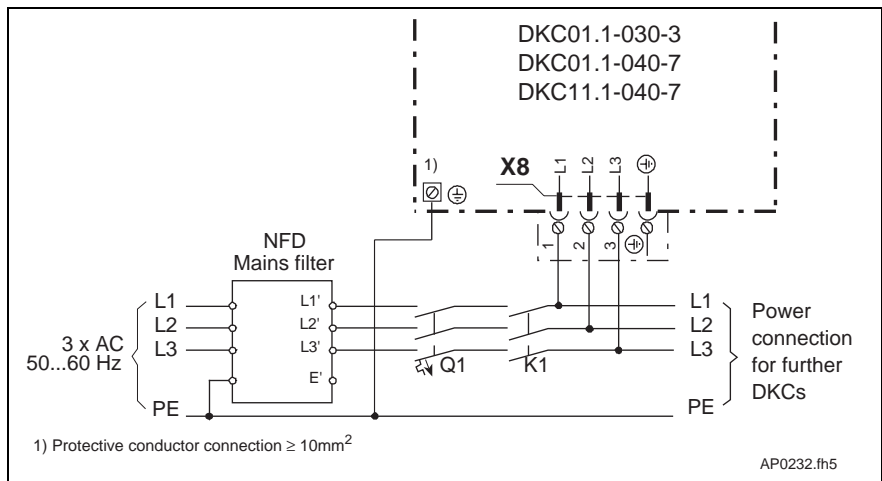 DKC01.1-030-3
DKC01.1-040-7
DKC11.1-040-7
1)
X8
L1
L2
L3
1
2
3
NFD
Mains filter
L1
L1'
L1
L2
L2'
L2
L3
L3'
Q1
K1
L3
3 x AC
50...60 Hz
E'
PE
PE
Power
connection
for further
DKCs
1) Protective conductor connection ≥ 10mm²
AP0232.fh5